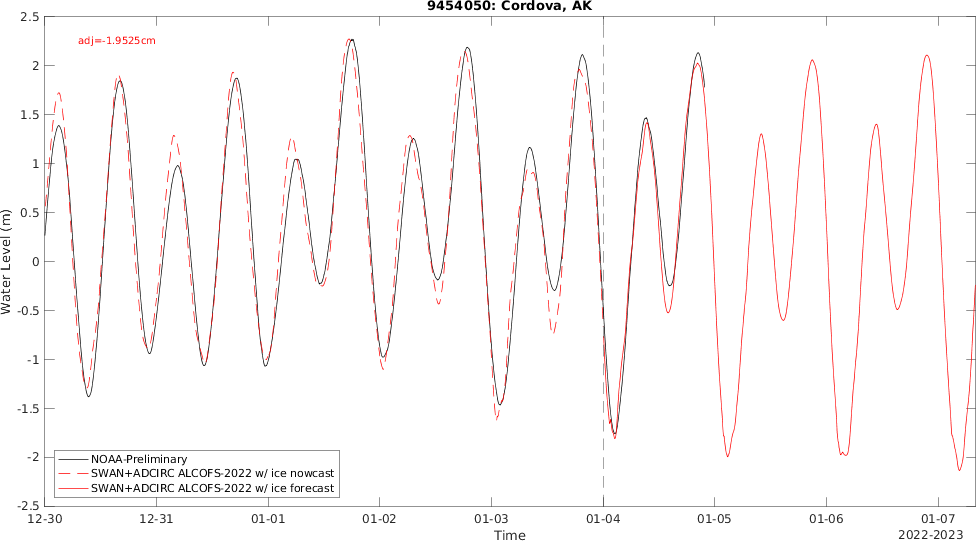 9454050: Cordova, AK
adj=-1.9525cm
2.5
2
1.5
1
0.5
0
-0.5
-1
-1.5
-2
-2.5
Water Level (m)
NOAA-Preliminary
SWAN+ADCIRC ALCOFS-2022 w/ ice nowcast
SWAN+ADCIRC ALCOFS-2022 w/ ice forecast
12-30 12-31 01-01 01-02 01-03 01-04 01-05 01-06 01-07
Time
2022-2023